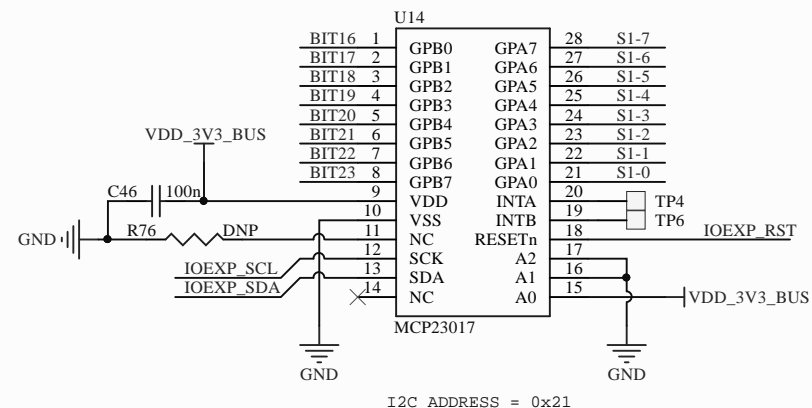 U14
BIT16 1 GPB0 GPA7 28 S1-7
BIT17 2 GPB1 GPA6 27 S1-6
BIT18 3 GPB2 GPA5 26 S1-5
BIT19 4 GPB3 GPA4 25 S1-4
BIT20 5 GPB4 GPA3 24 S1-3
BIT21 6 GPB5 GPA2 23 S1-2
BIT22 7 GPB6 GPA1 22 S1-1
BIT23 8 GPB7 GPA0 21 S1-0
VDD_3V3_BUS
C46 100n 9 VDD INTA 20 TP4
10 VSS INTB 19 TP6
GND R76 DNP 11 NC RESETn 18 IOEXP_RST
IOEXP_SCL 12 SCK A2 17
IOEXP_SDA 13 SDA A1 16
14 NC A0 15 VDD_3V3_BUS
MCP23017
GND GND
I2C ADDRESS = 0x21